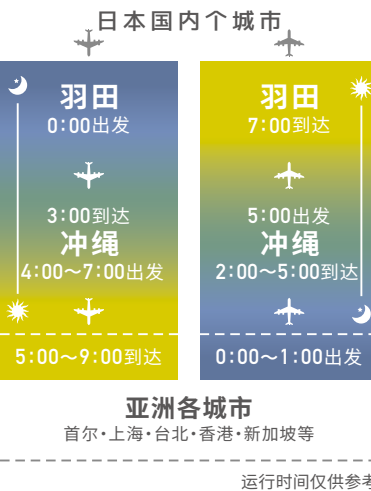 日本国内个城市
羽田
0:00出发
3:00到达
冲绳
4:00～7:00出发
5:00～9:00到达
羽田
7:00到达
5:00出发
冲绳
2:00～5:00到达
0:00～1:00出发
亚洲各城市
首尔・上海・台北・香港・新加坡等
运行时间仅供参考